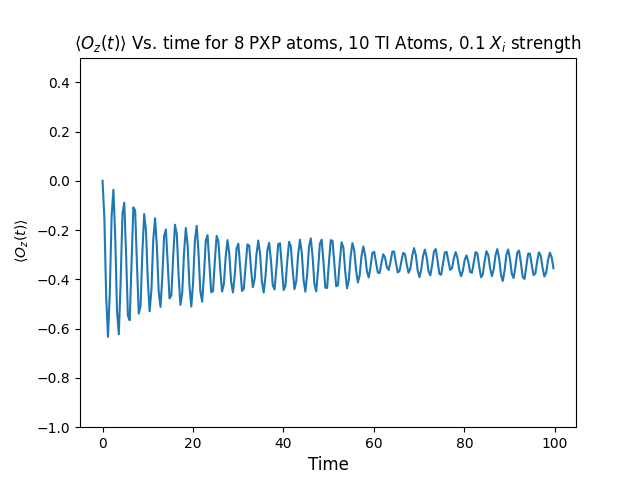 ⟨O_z(t)⟩ Vs. time for 8 PXP atoms, 10 TI Atoms, 0.1 X_i strength
0.4
0.2
0.0
−0.2
⟨O_z(t)⟩
−0.4
−0.6
−0.8
−1.0
0 20 40 60 80 100
Time